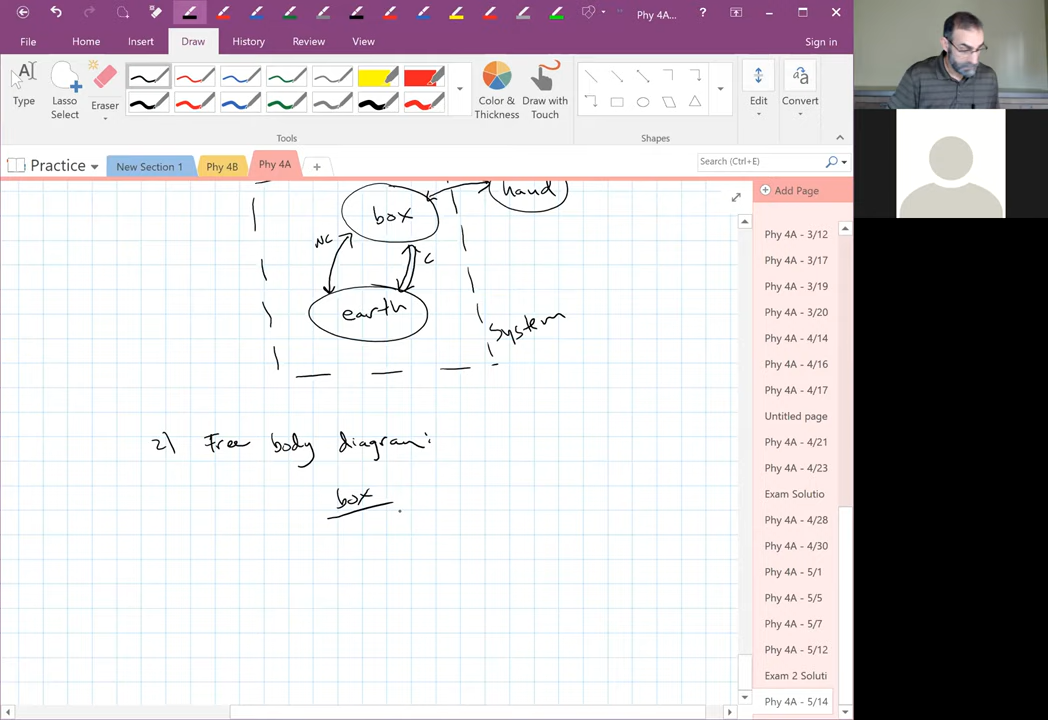 Phy 4A...
?
File
Home
Insert
Draw
History
Review
View
Sign in
Type
Lasso
Select
Eraser
Color &
Thickness
Draw with
Touch
Edit
Convert
Tools
Shapes
Practice
New Section 1
Phy 4B
Phy 4A
+
Search (Ctrl+E)
Add Page
Phy 4A - 3/12
Phy 4A - 3/17
Phy 4A - 3/19
Phy 4A - 3/20
Phy 4A - 4/14
Phy 4A - 4/16
Phy 4A - 4/17
Untitled page
Phy 4A - 4/21
Phy 4A - 4/23
Exam Solutio
Phy 4A - 4/28
Phy 4A - 4/30
Phy 4A - 5/1
Phy 4A - 5/5
Phy 4A - 5/7
Phy 4A - 5/12
Exam 2 Soluti
Phy 4A - 5/14
hand
box
NC
C
earth
System
2) Free body diagram:
box